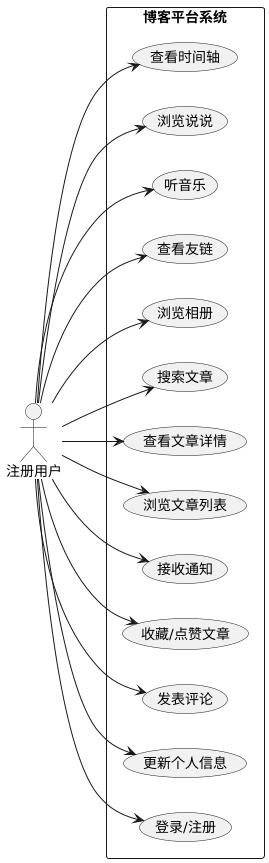 博客平台系统
查看时间轴
浏览说说
听音乐
查看友链
浏览相册
搜索文章
查看文章详情
注册用户
浏览文章列表
接收通知
收藏/点赞文章
发表评论
更新个人信息
登录/注册